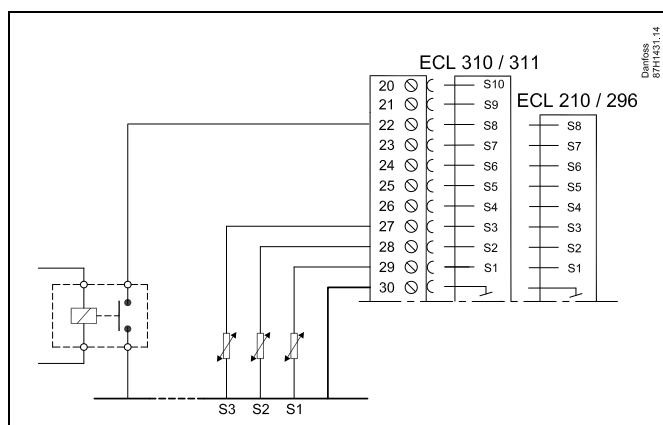 Danfoss
87H1431.14
ECL 310 / 311
ECL 210 / 296
20 S10
21 S9
22 S8 S8
23 S7 S7
24 S6 S6
25 S5 S5
26 S4 S4
27 S3 S3
28 S2 S2
29 S1 S1
30
S3 S2 S1